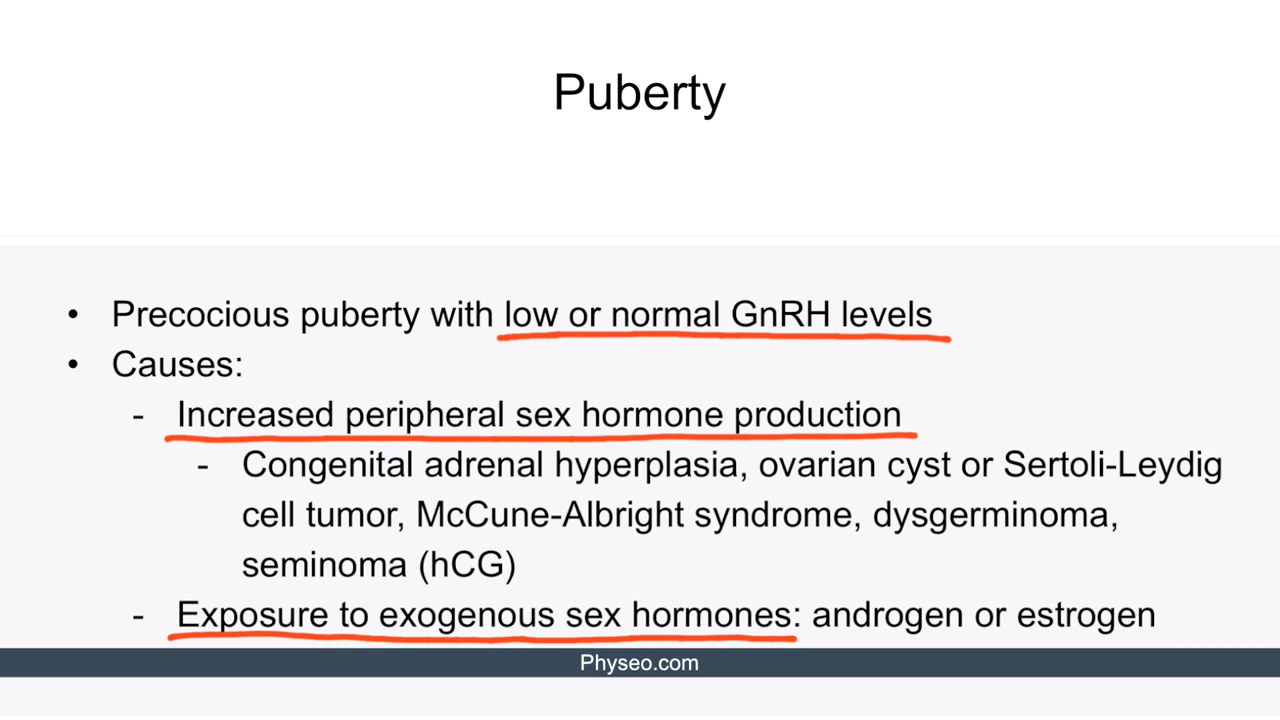 Puberty
• Precocious puberty with low or normal GnRH levels
• Causes:
- Increased peripheral sex hormone production
- Congenital adrenal hyperplasia, ovarian cyst or Sertoli-Leydig
cell tumor, McCune-Albright syndrome, dysgerminoma,
seminoma (hCG)
- Exposure to exogenous sex hormones: androgen or estrogen
Physeo.com